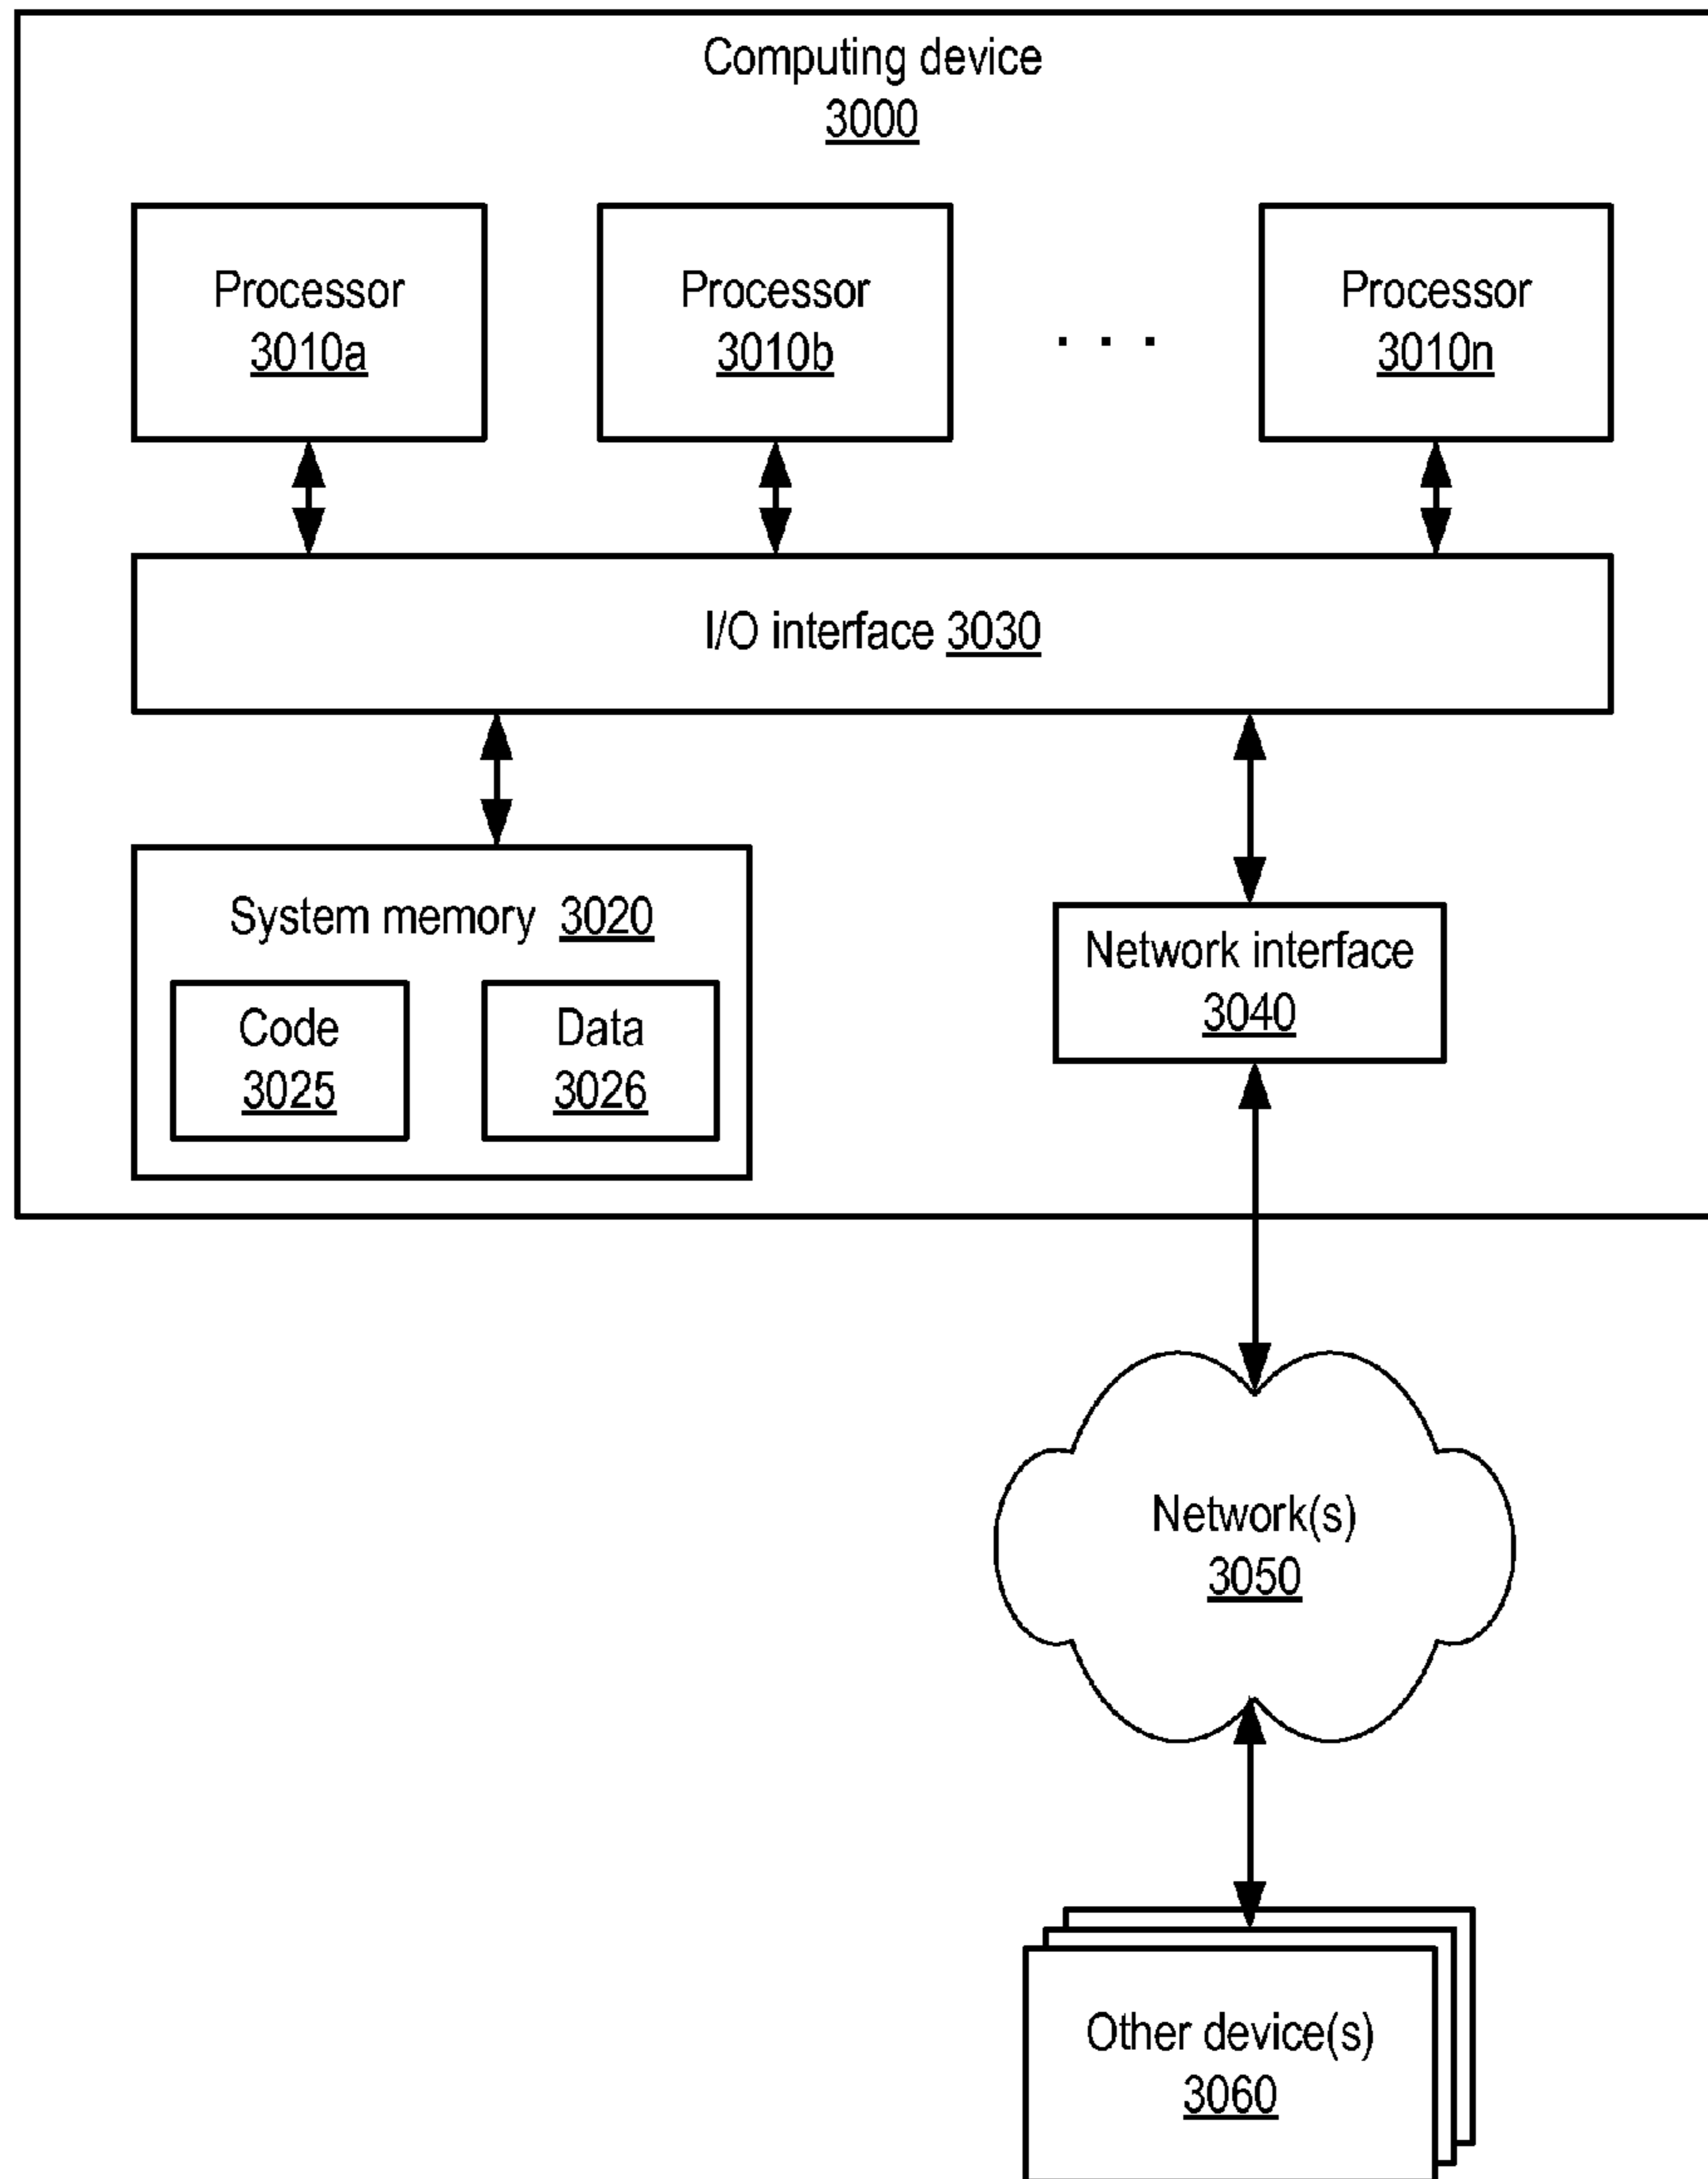 Computing device
3000
Processor
3010a
Processor
3010b
. . .
Processor
3010n
I/O interface 3030
System memory 3020
Code
3025
Data
3026
Network interface
3040
Network(s)
3050
Other device(s)
3060